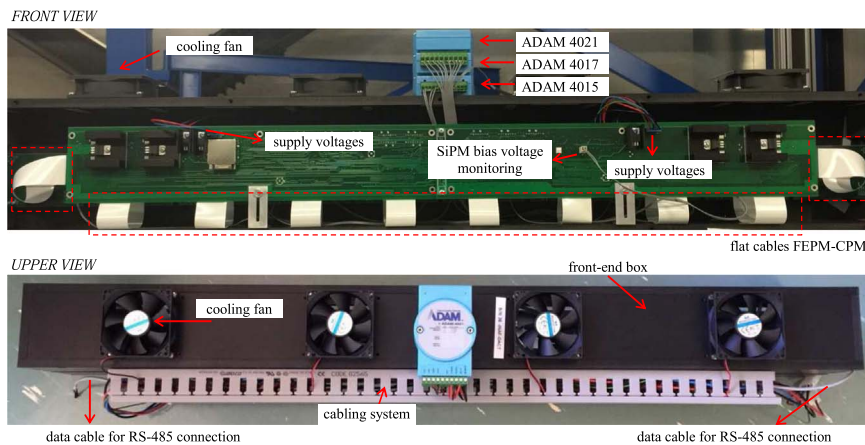 FRONT VIEW
cooling fan
ADAM 4021
ADAM 4017
ADAM 4015
supply voltages
SiPM bias voltage
monitoring
supply voltages
flat cables FEPM-CPM
UPPER VIEW
front-end box
cooling fan
ADAM
cabling system
data cable for RS-485 connection
data cable for RS-485 connection